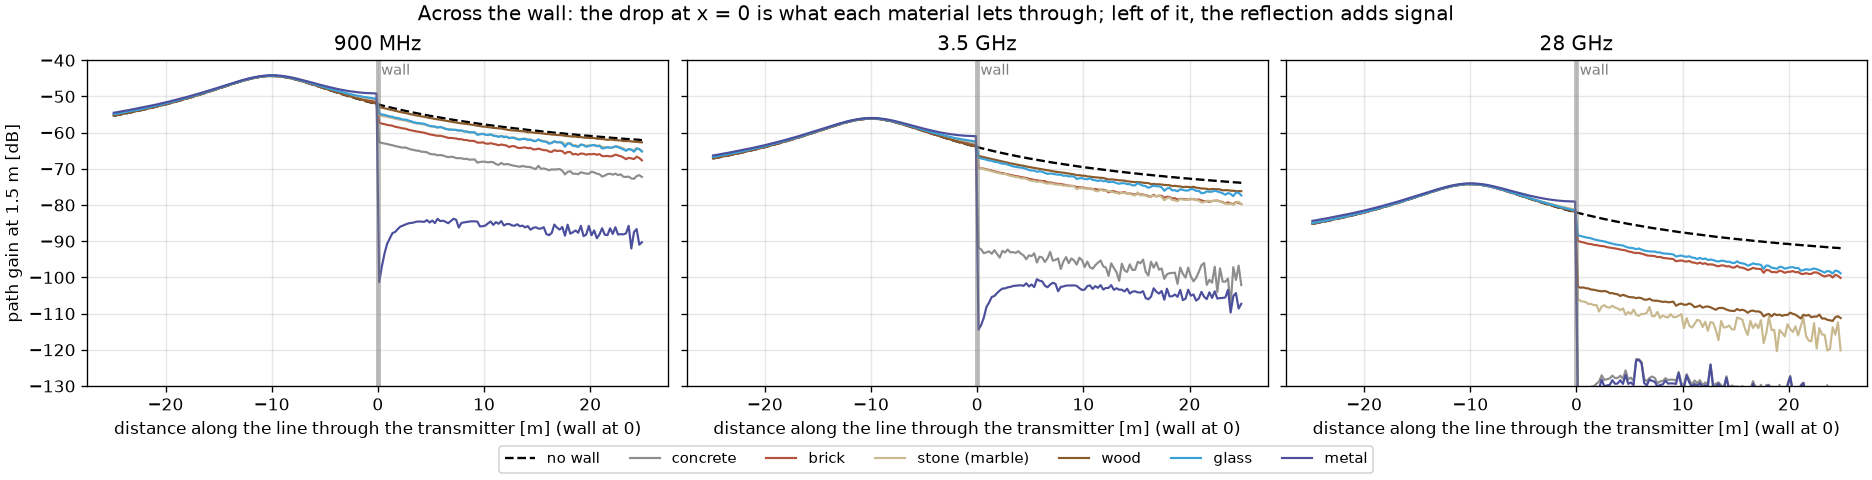 Across the wall: the drop at x = 0 is what each material lets through; left of it, the reflection adds signal
900 MHz
3.5 GHz
28 GHz
path gain at 1.5 m [dB]
−40
−50
−60
−70
−80
−90
−100
−110
−120
−130
wall
wall
wall
−20 −10 0 10 20
−20 −10 0 10 20
−20 −10 0 10 20
distance along the line through the transmitter [m] (wall at 0)
distance along the line through the transmitter [m] (wall at 0)
distance along the line through the transmitter [m] (wall at 0)
no wall concrete brick stone (marble) wood glass metal